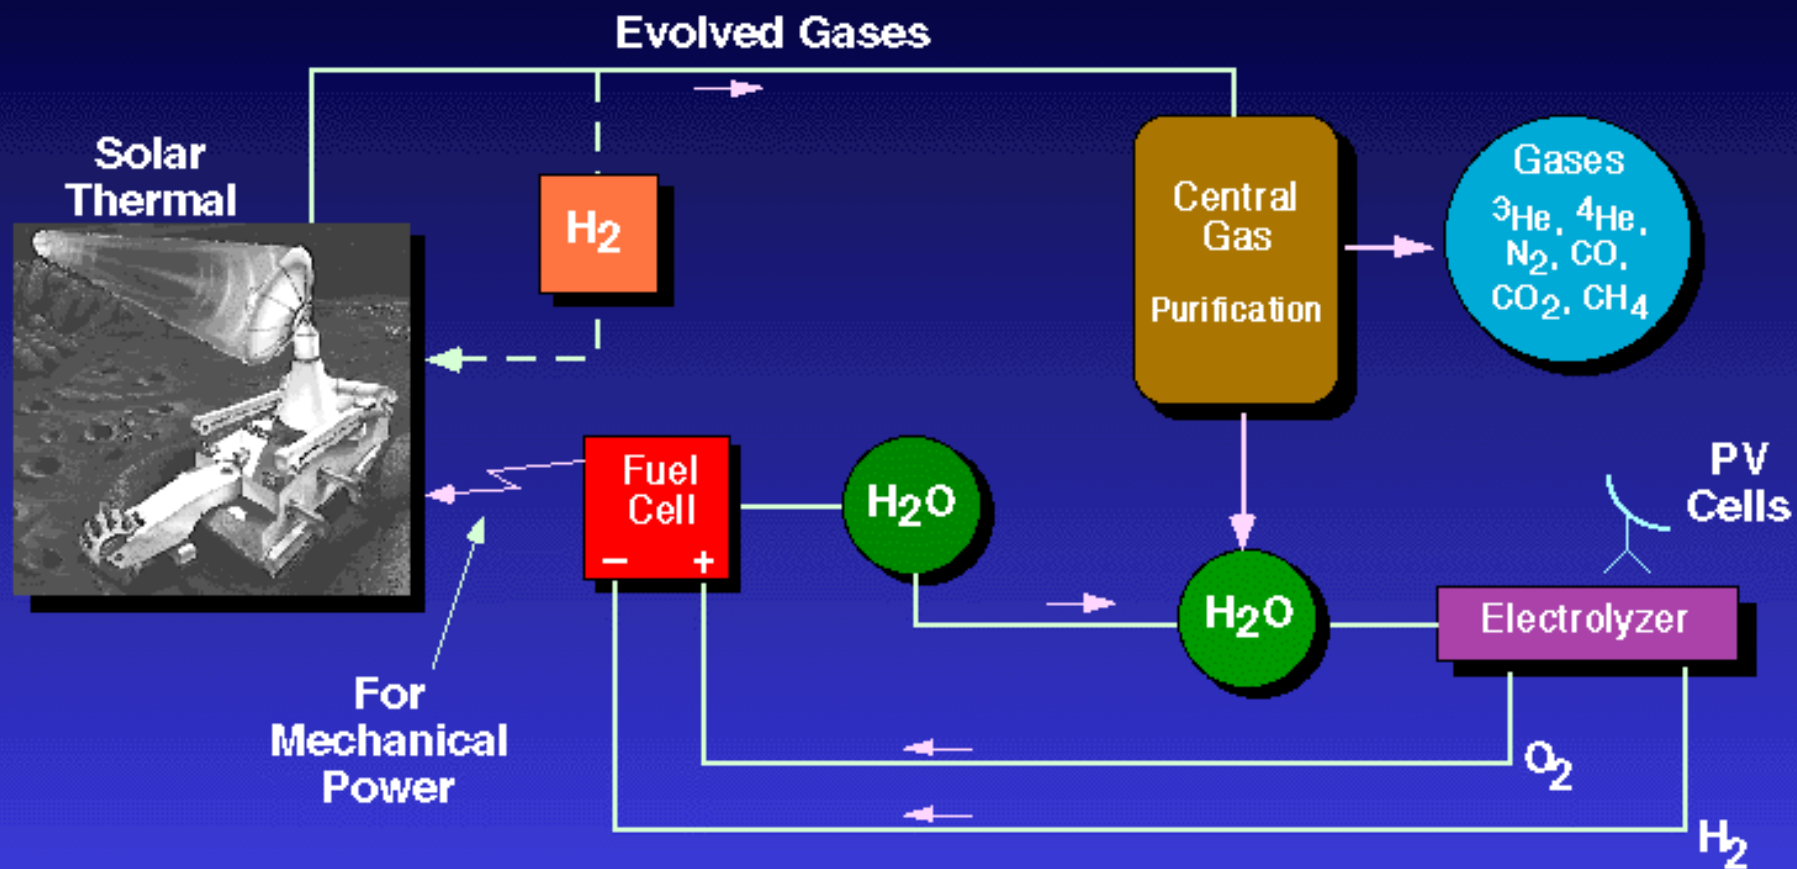 Evolved Gases
Solar
Thermal
H₂
Central
Gas
Purification
Gases
³He, ⁴He,
N₂, CO,
CO₂, CH₄
Fuel
Cell
− +
H₂O
H₂O
PV
Cells
Electrolyzer
For
Mechanical
Power
O₂
H₂